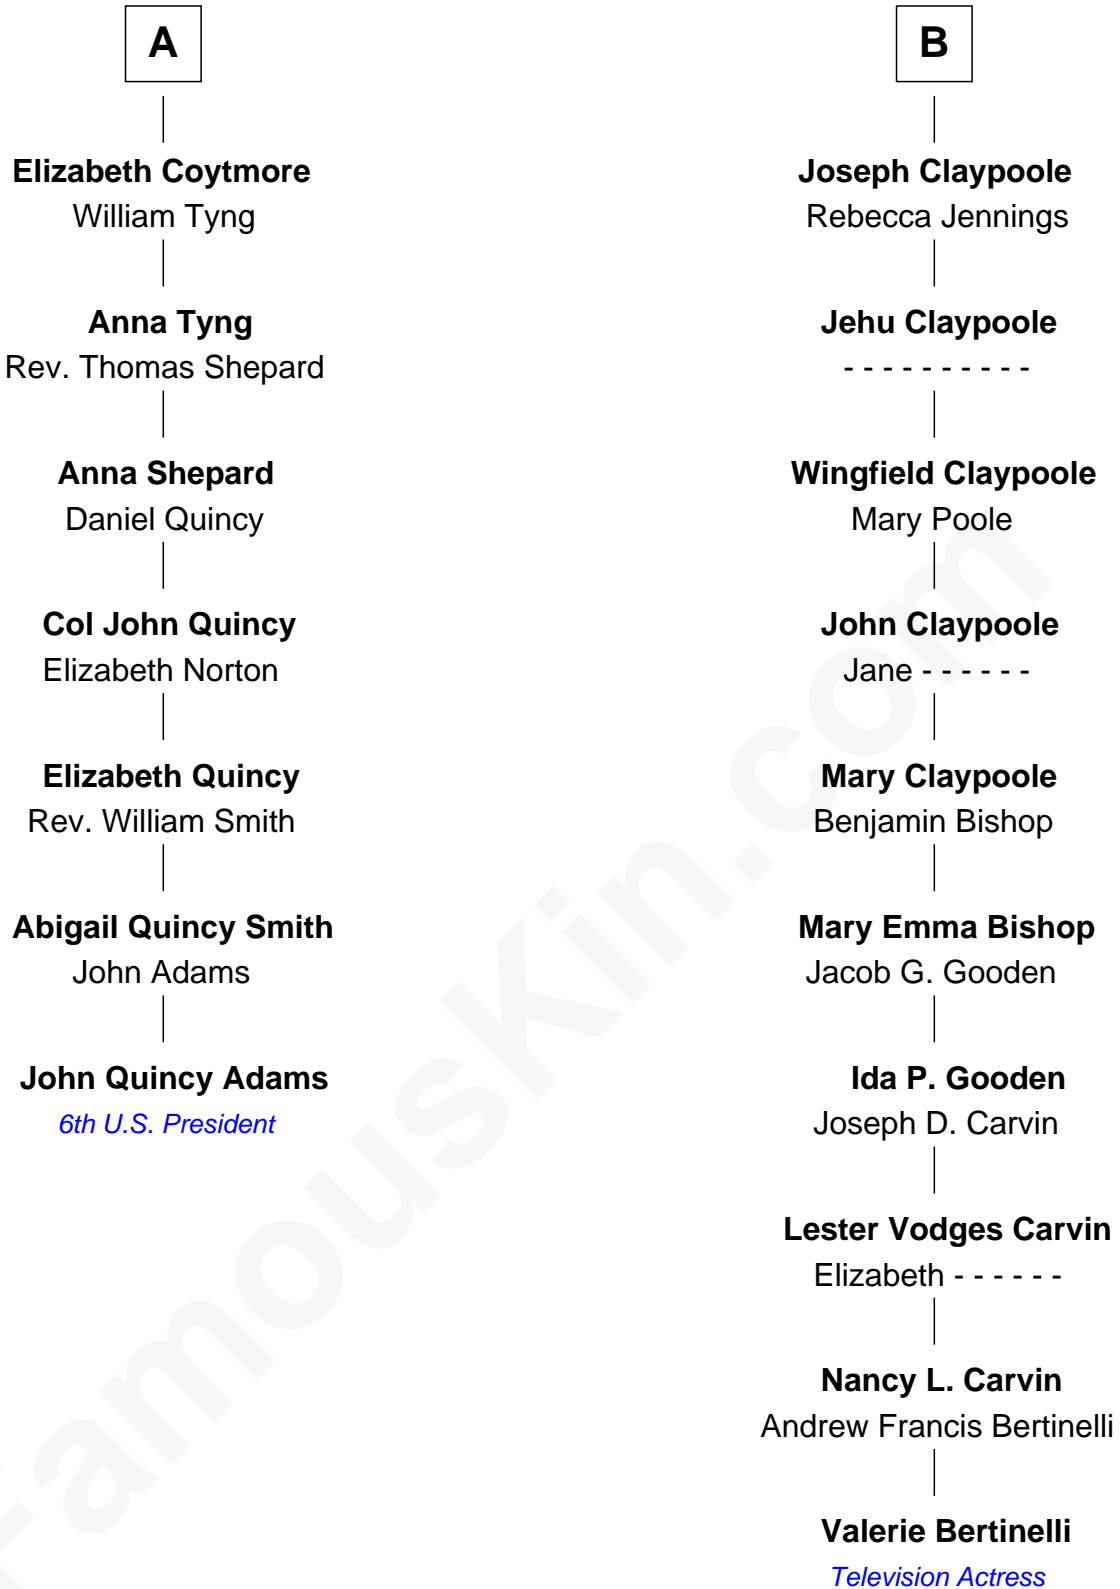 A
Elizabeth Coytmore
William Tyng
Anna Tyng
Rev. Thomas Shepard
Anna Shepard
Daniel Quincy
Col John Quincy
Elizabeth Norton
Elizabeth Quincy
Rev. William Smith
Abigail Quincy Smith
John Adams
John Quincy Adams
6th U.S. President
B
Joseph Claypoole
Rebecca Jennings
Jehu Claypoole
- - - - - - - - - -
Wingfield Claypoole
Mary Poole
John Claypoole
Jane - - - - - -
Mary Claypoole
Benjamin Bishop
Mary Emma Bishop
Jacob G. Gooden
Ida P. Gooden
Joseph D. Carvin
Lester Vodges Carvin
Elizabeth - - - - - -
Nancy L. Carvin
Andrew Francis Bertinelli
Valerie Bertinelli
Television Actress
FamousKin.com